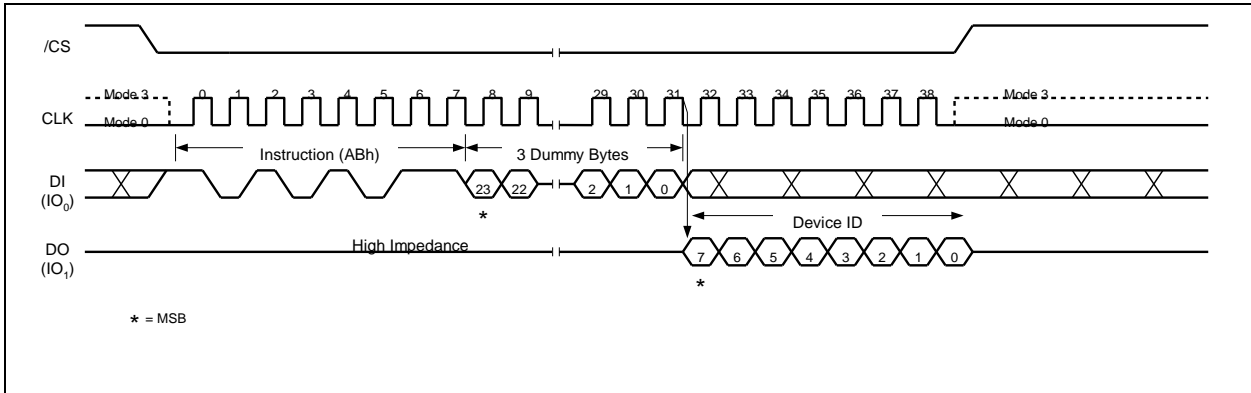 /CS
Mode 3 0 1 2 3 4 5 6 7 8 9 29 30 31 32 33 34 35 36 37 38 Mode 3
CLK
Mode 0 Mode 0
Instruction (ABh) 3 Dummy Bytes
DI
(IO0)
23 22 2 1 0
*
Device ID
High Impedance
DO
(IO1)
7 6 5 4 3 2 1 0
*
* = MSB